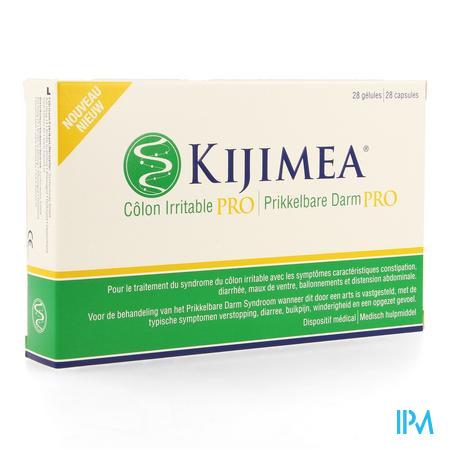 NOUVEAU
NIEUW
28 gélules | 28 capsules
KIJIMEA®
Côlon Irritable PRO | Prikkelbare Darm PRO
Pour le traitement du syndrome du côlon irritable avec les symptômes caractéristiques constipation,
diarrhée, maux de ventre, ballonnements et distension abdominale.
Voor de behandeling van het Prikkelbare Darm Syndroom wanneer dit door een arts is vastgesteld, met de
typische symptomen verstopping, diarree, buikpijn, winderigheid en een opgezet gevoel.
Dispositif médical | Medisch hulpmiddel
CE
IPM